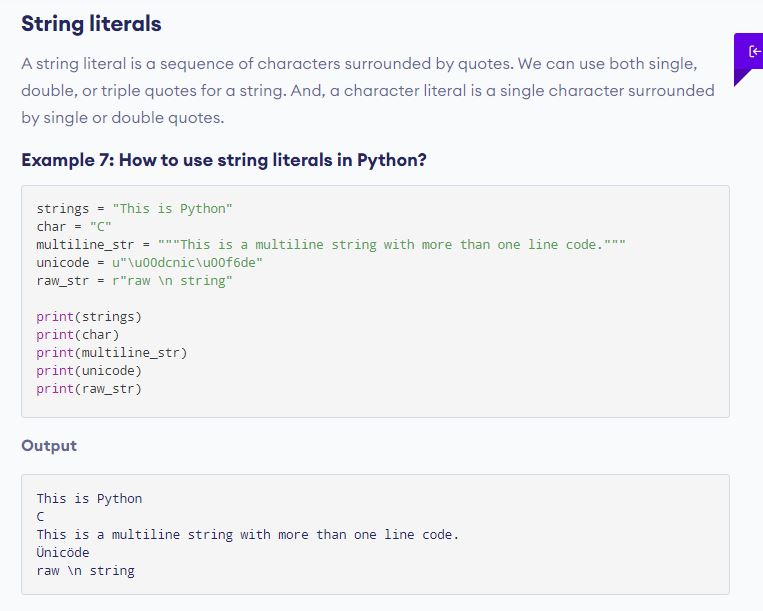 String literals
A string literal is a sequence of characters surrounded by quotes. We can use both single,
double, or triple quotes for a string. And, a character literal is a single character surrounded
by single or double quotes.
Example 7: How to use string literals in Python?
strings = "This is Python"
char = "C"
multiline_str = """This is a multiline string with more than one line code."""
unicode = u"\u00dcnic\u00f6de"
raw_str = r"raw \n string"
print(strings)
print(char)
print(multiline_str)
print(unicode)
print(raw_str)
Output
This is Python
C
This is a multiline string with more than one line code.
Ünicöde
raw \n string